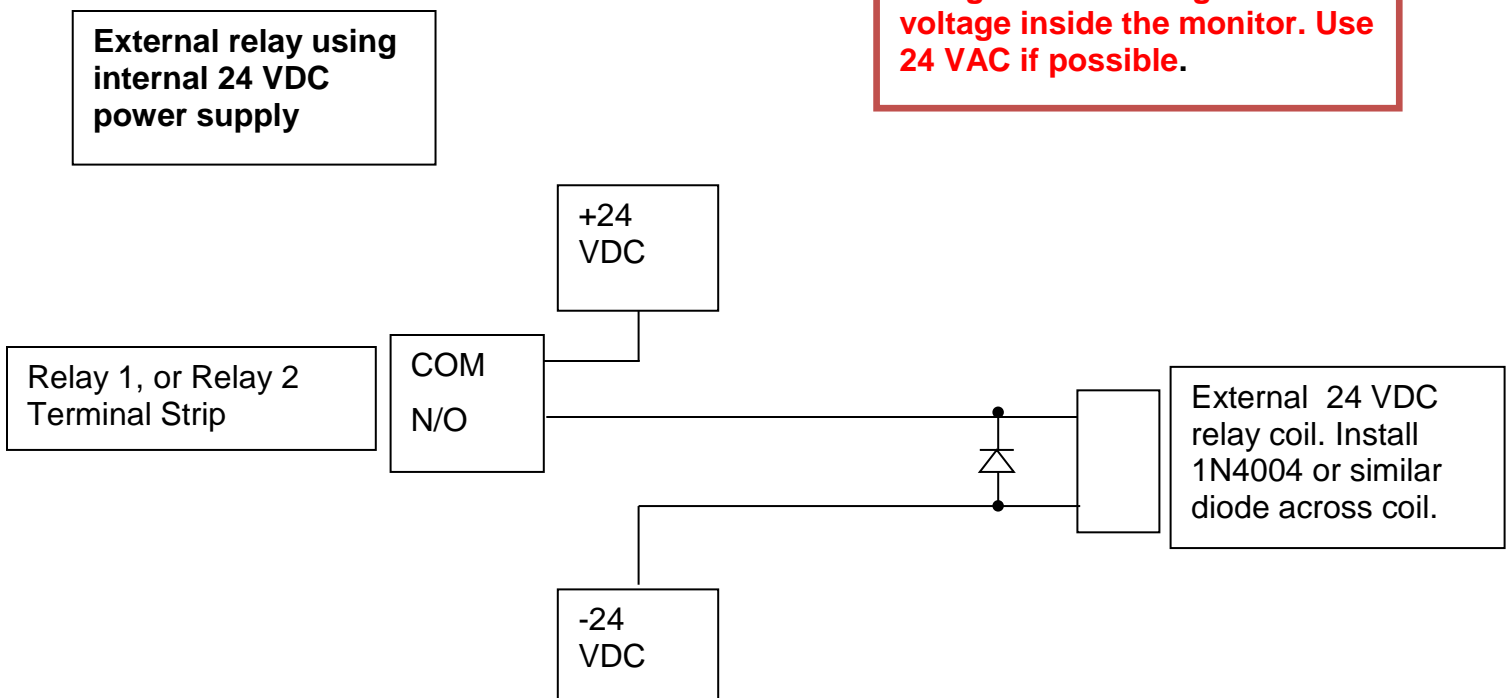 voltage inside the monitor. Use
24 VAC if possible.
External relay using
internal 24 VDC
power supply
+24
VDC
Relay 1, or Relay 2
Terminal Strip
COM
N/O
External 24 VDC
relay coil. Install
1N4004 or similar
diode across coil.
-24
VDC